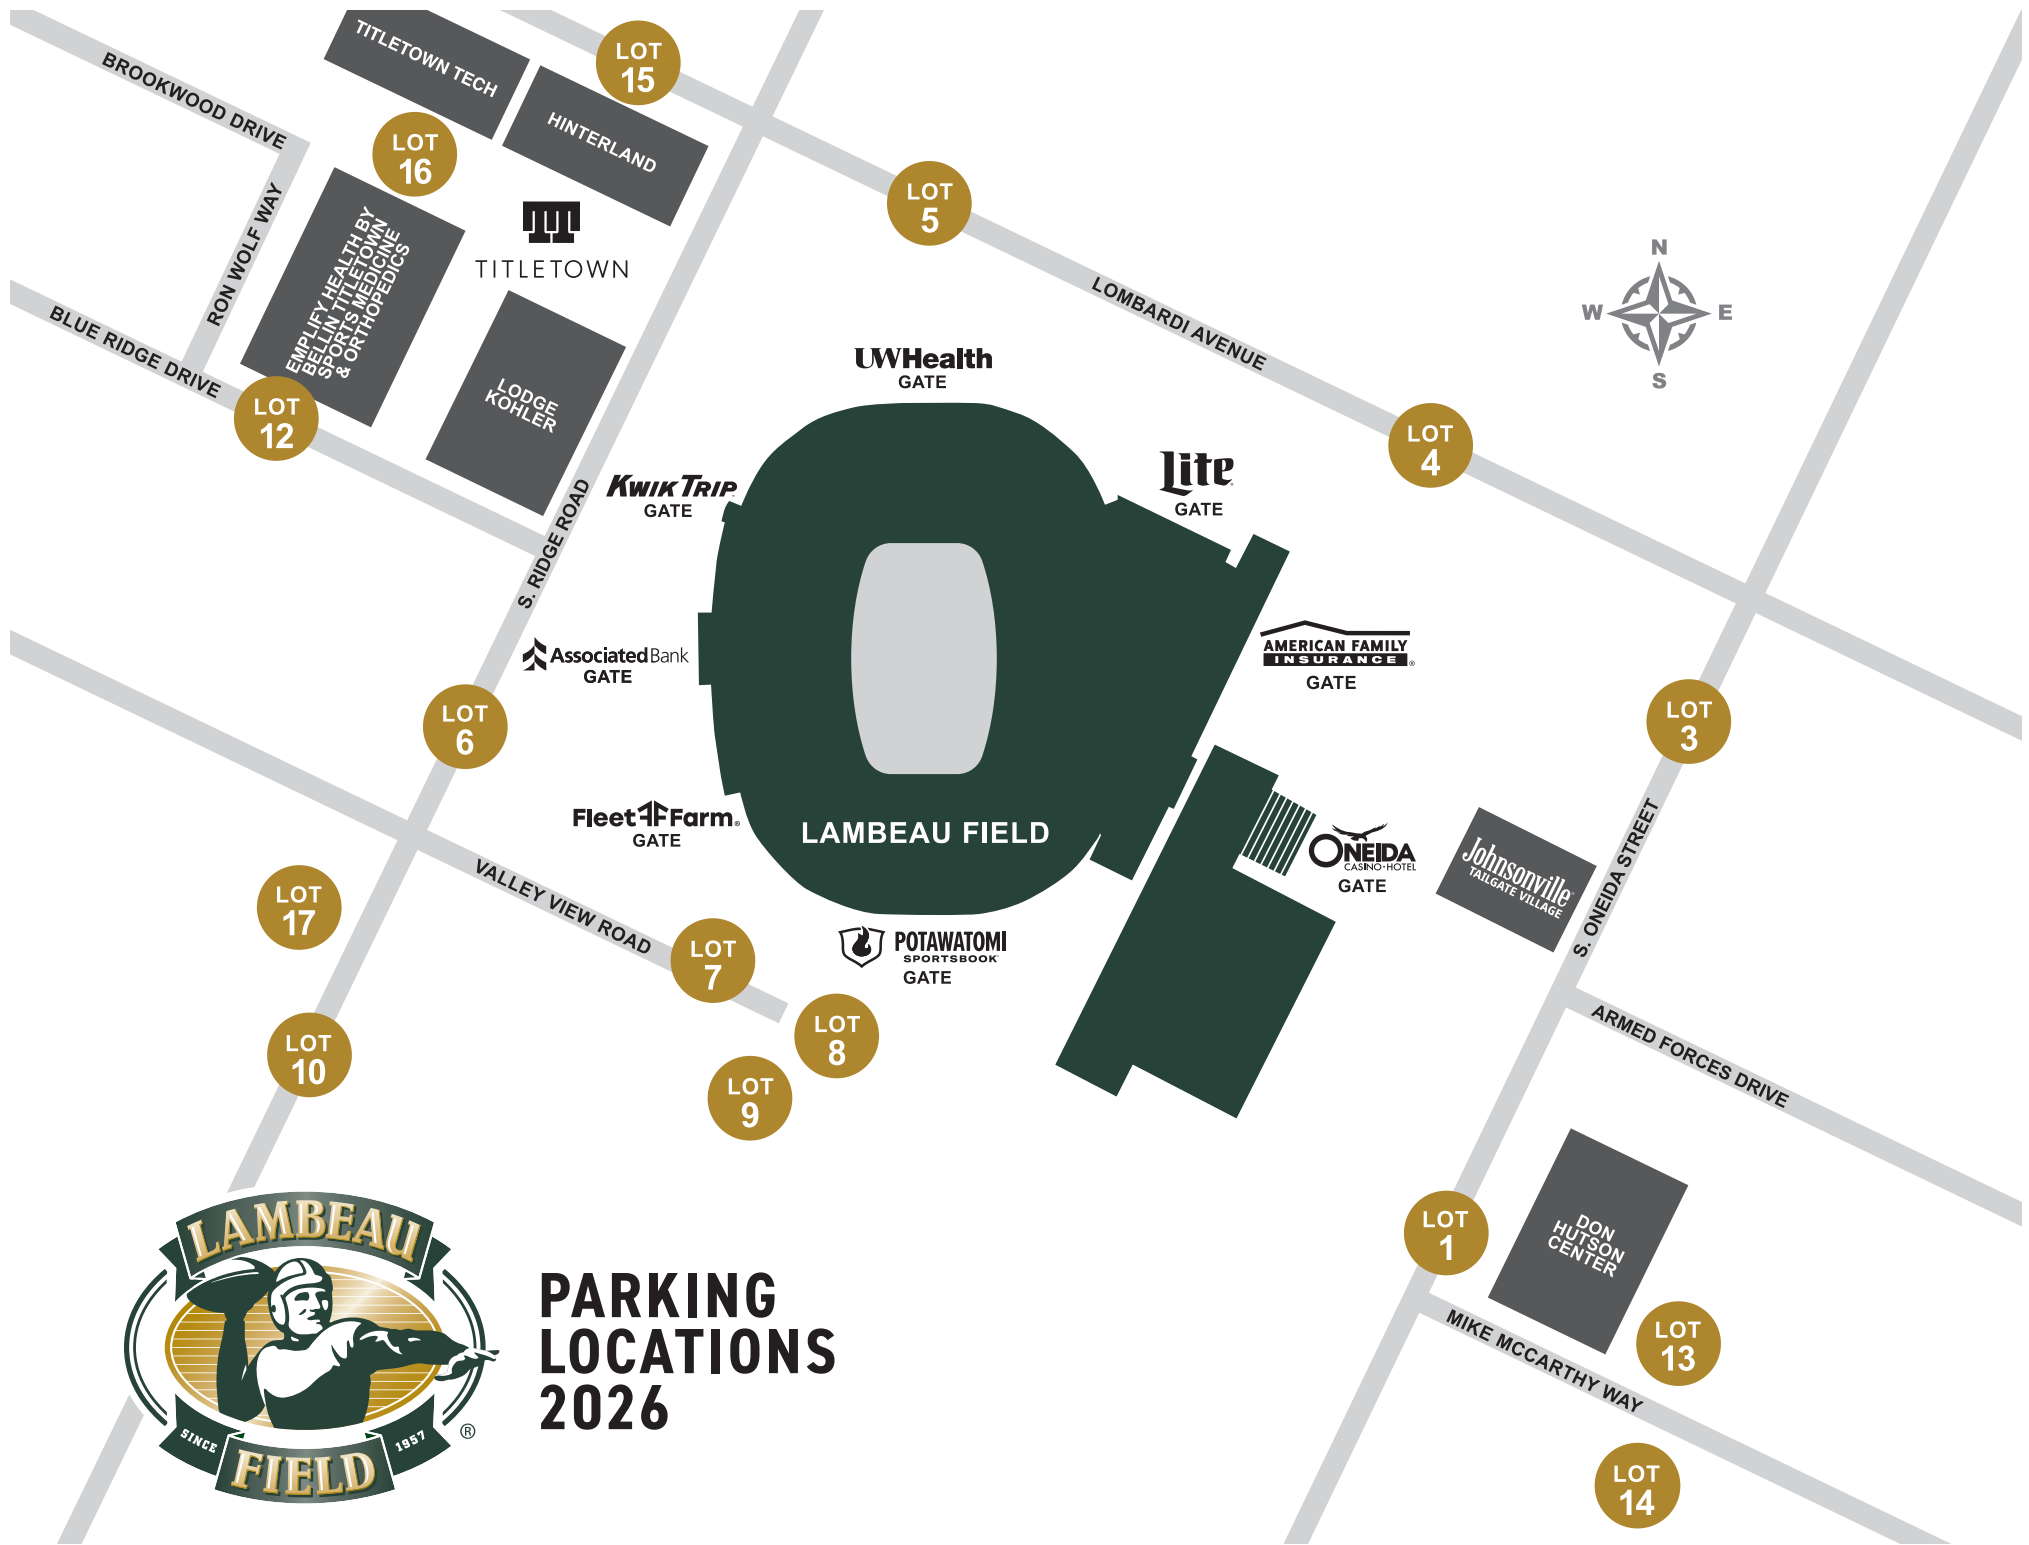 TITLETOWN TECH
LOT
15
BROOKWOOD DRIVE
HINTERLAND
LOT
16
LOT
5
RON WOLF WAY
EMPLIFY HEALTH BY
BELLIN TITLETOWN
SPORTS MEDICINE
& ORTHOPEDICS
TITLETOWN
N
W
E
S
LOMBARDI AVENUE
BLUE RIDGE DRIVE
LOT
12
LODGE
KOHLER
UWHealth
GATE
KWIK TRIP
GATE
Lite
GATE
LOT
4
S. RIDGE ROAD
Associated Bank
GATE
AMERICAN FAMILY
INSURANCE ®
GATE
LOT
6
LOT
3
Fleet Farm®
GATE
LAMBEAU FIELD
ONEIDA
CASINO•HOTEL
GATE
Johnsonville
TAILGATE VILLAGE
S. ONEIDA STREET
LOT
17
VALLEY VIEW ROAD
LOT
7
POTAWATOMI
SPORTSBOOK
GATE
LOT
8
LOT
10
LOT
9
ARMED FORCES DRIVE
LOT
1
DON
HUTSON
CENTER
LOT
13
MIKE MCCARTHY WAY
LOT
14
LAMBEAU
SINCE
1957
FIELD
®
PARKING
LOCATIONS
2026